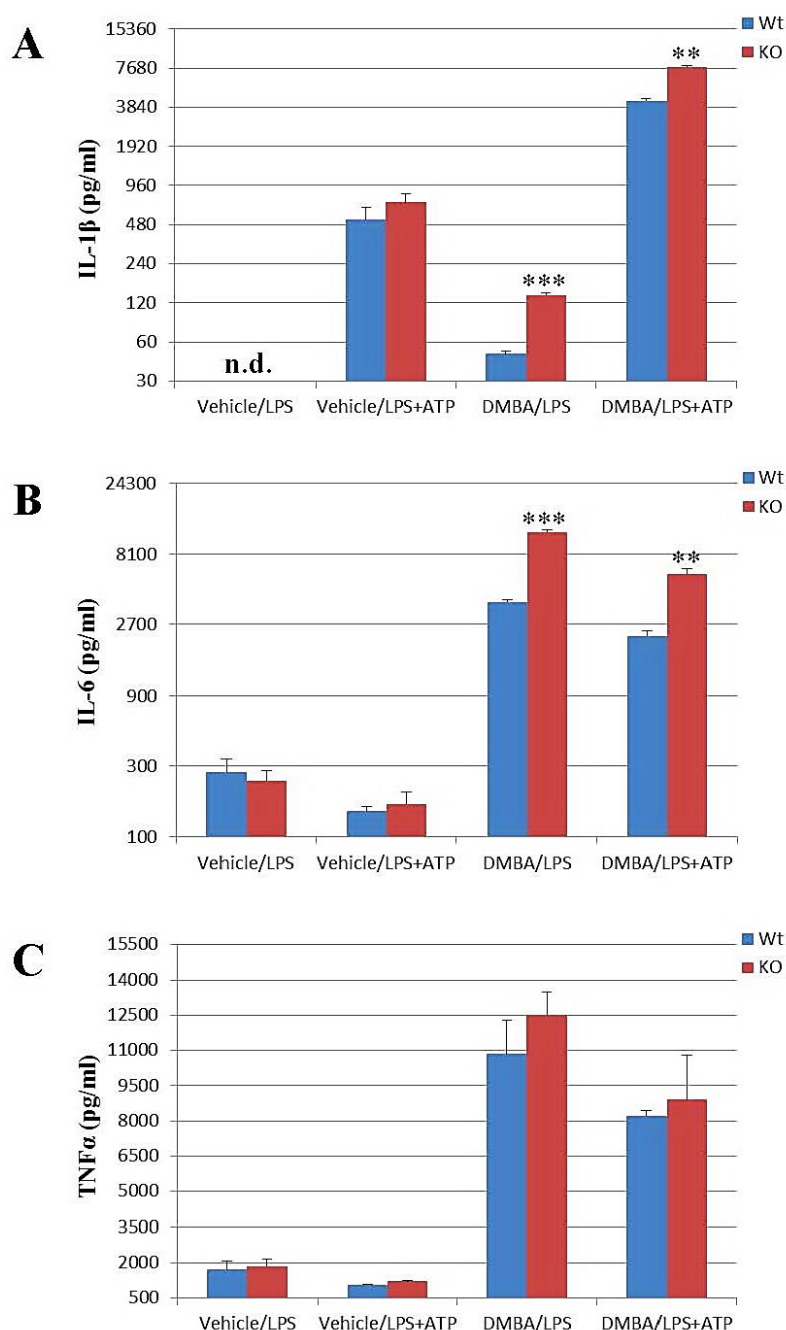 A
Wt
KO
IL-1β (pg/ml)
15360
7680
3840
1920
960
480
240
120
60
30
n.d.
***
**
Vehicle/LPS Vehicle/LPS+ATP DMBA/LPS DMBA/LPS+ATP
B
Wt
KO
IL-6 (pg/ml)
24300
8100
2700
900
300
100
***
**
Vehicle/LPS Vehicle/LPS+ATP DMBA/LPS DMBA/LPS+ATP
C
Wt
KO
TNFα (pg/ml)
15500
14000
12500
11000
9500
8000
6500
5000
3500
2000
500
Vehicle/LPS Vehicle/LPS+ATP DMBA/LPS DMBA/LPS+ATP